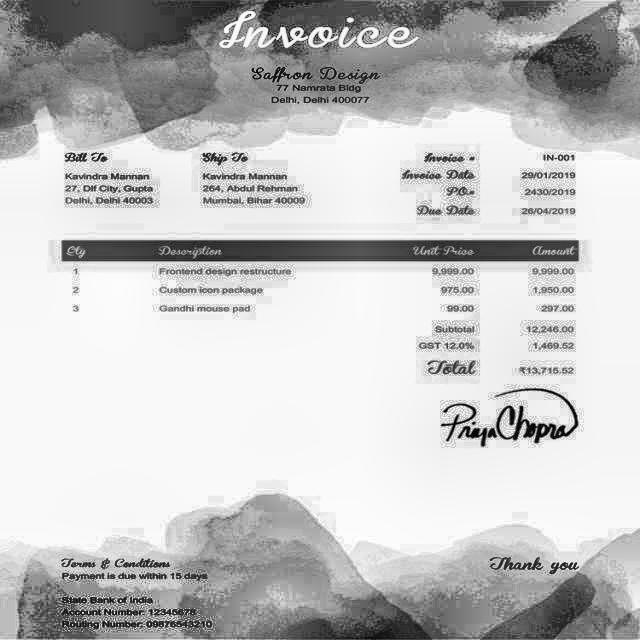 Invoice
Saffron Design
77 Namrata Bldg
Delhi, Delhi 400077
Bill To
Kavindra Mannan
27, Dlf City, Gupta
Delhi, Delhi 40003
Ship To
Kavindra Mannan
264, Abdul Rehman
Mumbai, Bihar 40009
Invoice # IN-001
Invoice Date 29/01/2019
P.O.# 2430/2019
Due Date 26/04/2019
Qty Description Unit Price Amount
1 Frontend design restructure 9,999.00 9,999.00
2 Custom icon package 975.00 1,950.00
3 Gandhi mouse pad 99.00 297.00
Subtotal 12,246.00
GST 12.0% 1,469.52
Total ₹13,715.52
Priya Chopra
Terms & Conditions
Payment is due within 15 days
Thank you
State Bank of India
Account Number: 12345678
Routing Number: 09876543210